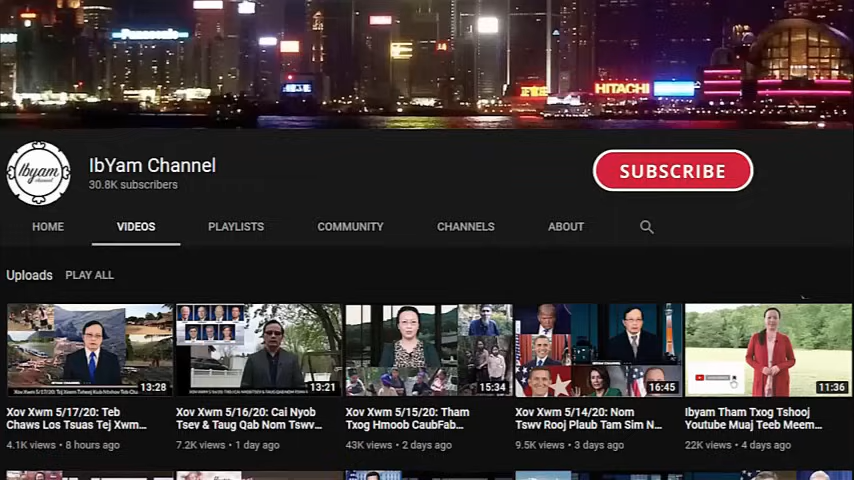 Panasonic
HITACHI
Ibyam
channel
IbYam Channel
30.8K subscribers
SUBSCRIBE
HOME VIDEOS PLAYLISTS COMMUNITY CHANNELS ABOUT
Uploads PLAY ALL
13:28 13:21 15:34 16:45 11:36
Xov Xwm 5/17/20: Teb
Chaws Los Tsuas Tej Xwm...
4.1K views • 8 hours ago
Xov Xwm 5/16/20: Cai Nyob
Tsev & Taug Qab Nom Tswv...
7.2K views • 1 day ago
Xov Xwm 5/15/20: Tham
Txog Hmoob CaubFab...
43K views • 2 days ago
Xov Xwm 5/14/20: Nom
Tswv Rooj Plaub Tam Sim N...
9.5K views • 3 days ago
Ibyam Tham Txog Tshooj
Youtube Muaj Teeb Meem...
22K views • 4 days ago